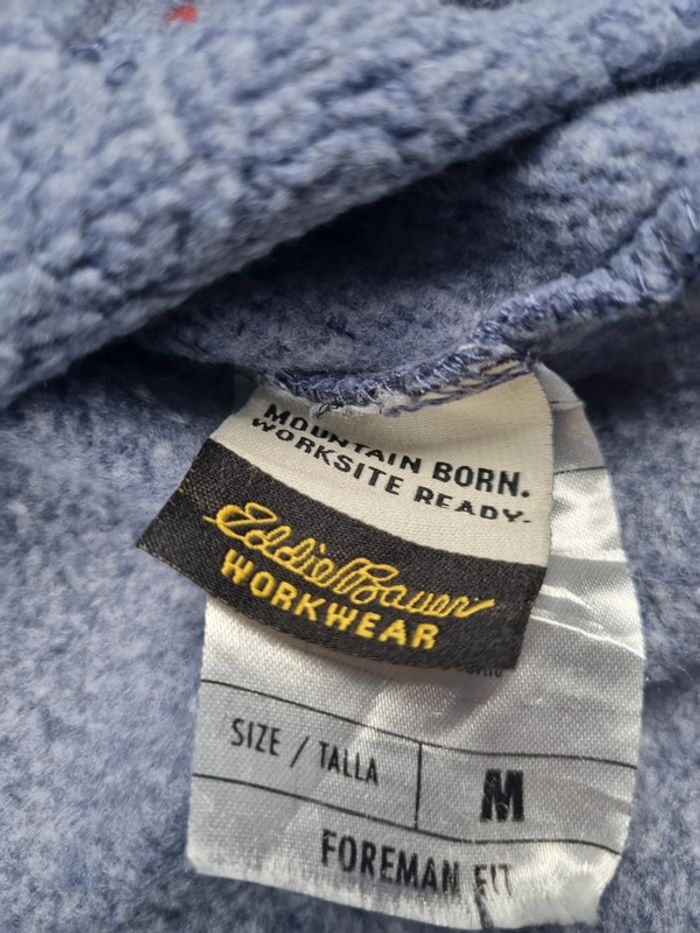 MOUNTAIN BORN.
WORKSITE READY.
Eddie Bauer
WORKWEAR
SIZE / TALLA
M
FOREMAN FIT